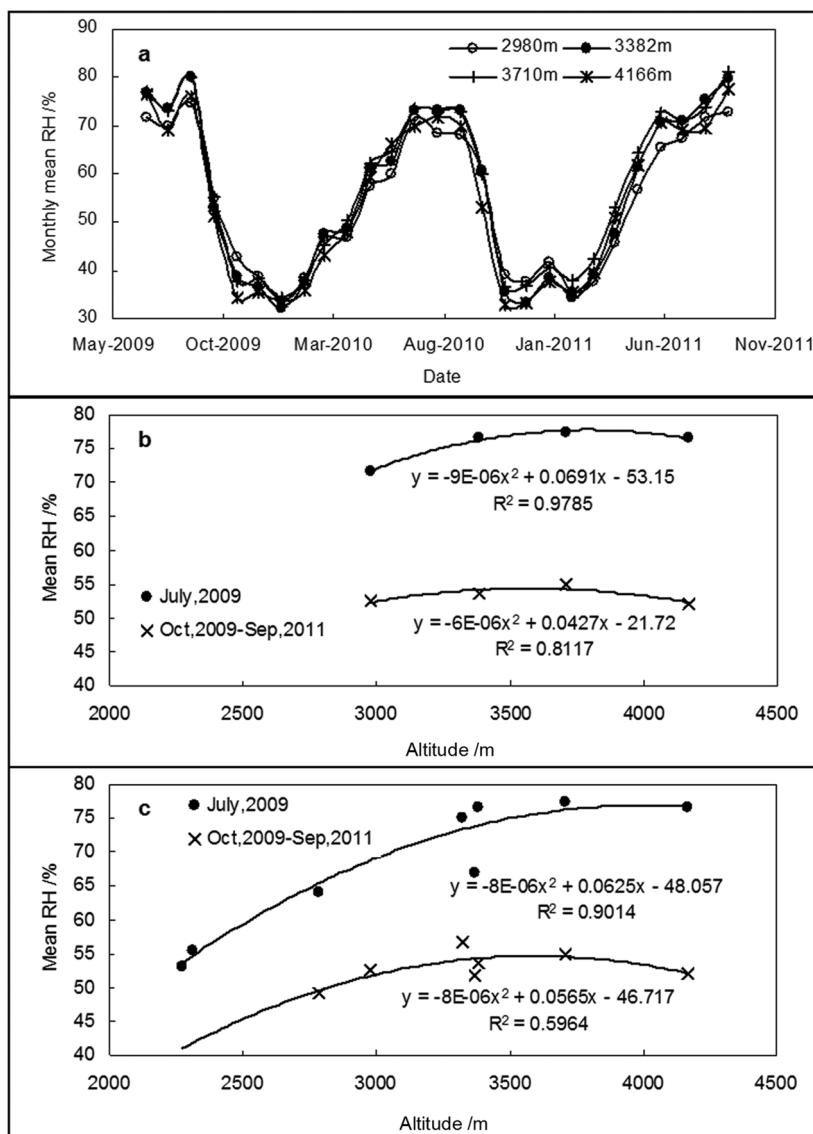 a
2980m 3382m
3710m 4166m
90
80
70
60
50
40
30
Monthly mean RH /%
May-2009 Oct-2009 Mar-2010 Aug-2010 Jan-2011 Jun-2011 Nov-2011
Date
b
80
75
70
65
60
55
50
45
40
Mean RH /%
y = -9E-06x² + 0.0691x - 53.15
R² = 0.9785
July,2009
Oct,2009-Sep,2011
y = -6E-06x² + 0.0427x - 21.72
R² = 0.8117
2000 2500 3000 3500 4000 4500
Altitude /m
c
80
75
70
65
60
55
50
45
40
Mean RH /%
July,2009
Oct,2009-Sep,2011
y = -8E-06x² + 0.0625x - 48.057
R² = 0.9014
y = -8E-06x² + 0.0565x - 46.717
R² = 0.5964
2000 2500 3000 3500 4000 4500
Altitude /m